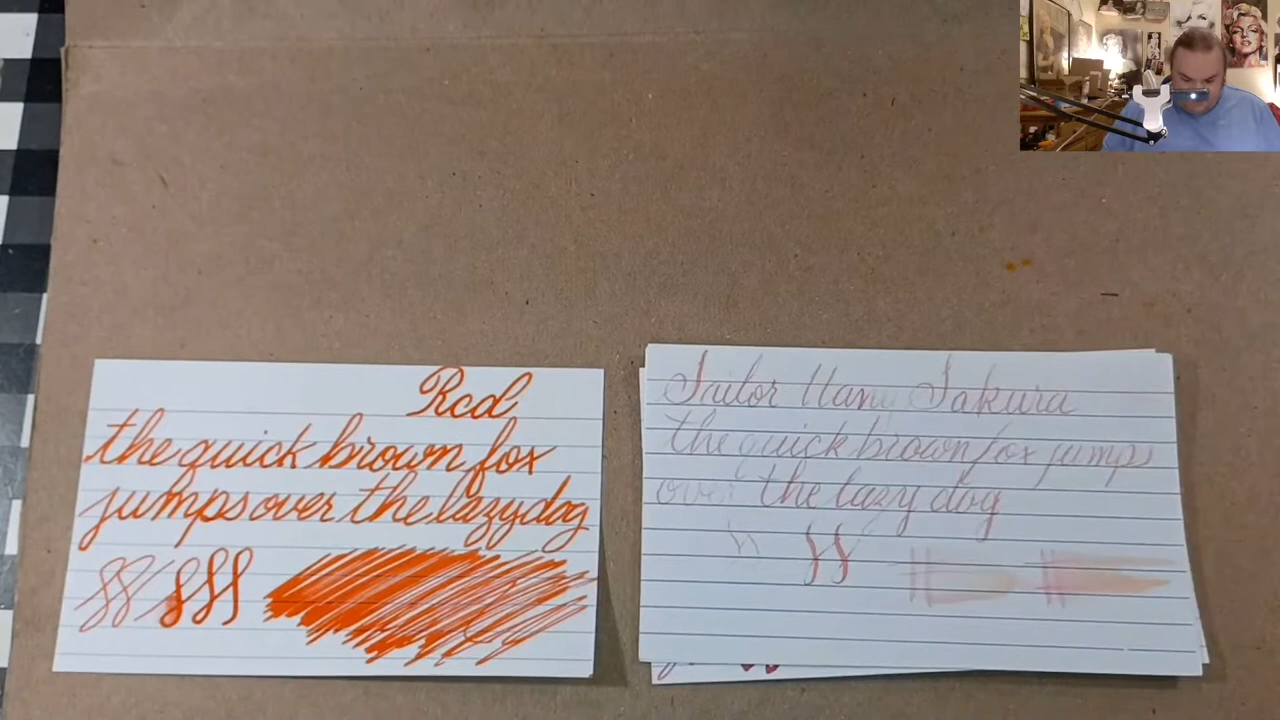 Red
the quick brown fox
jumps over the lazy dog
Sailor Hany Sakura
the quick brown fox jumps
over the lazy dog